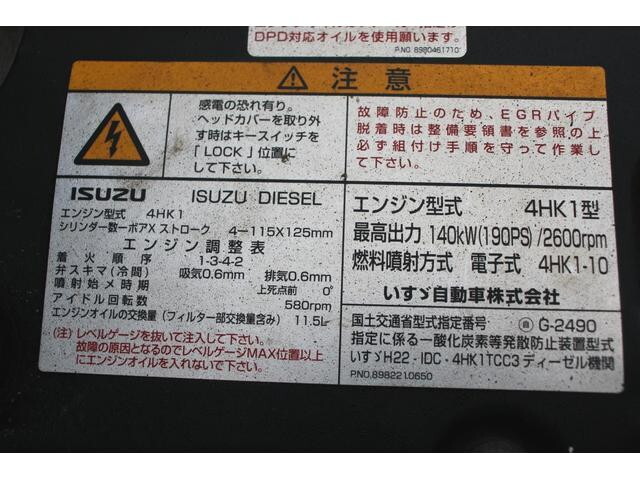 DPD対応オイルを使用願います。
P.NO. 8980461710
注意
感電の恐れ有り。
ヘッドカバーを取り外
す時はキースイッチを
「LOCK」位置に
して下さい。
故障防止のため、EGRパイプ
脱着時は整備要領書を参照の上
必ず組付け手順を守って作業し
て下さい。
ISUZU ISUZU DIESEL
エンジン型式 4HK1
シリンダー数ーボアXストローク 4-115X125mm
エンジン調整表
着火順序 1-3-4-2
弁スキマ(冷間) 吸気0.6mm 排気0.6mm
噴射始メ時期 上死点前 0°
アイドル回転数 580rpm
エンジンオイルの交換量(フィルター部交換量含み) 11.5L
(注)レベルゲージを抜いて注入して下さい。
故障の原因となるのでレベルゲージMAX位置以上
にエンジンオイルを入れないで下さい。
エンジン型式 4HK1型
最高出力 140kW(190PS)/2600rpm
燃料噴射方式 電子式 4HK1-10
いすゞ自動車株式会社
国土交通省型式指定番号 自 G-2490
指定に係る一酸化炭素等発散防止装置型式
いすゞH22-IDC-4HK1TCC3ディーゼル機関
P.NO.898221.0650